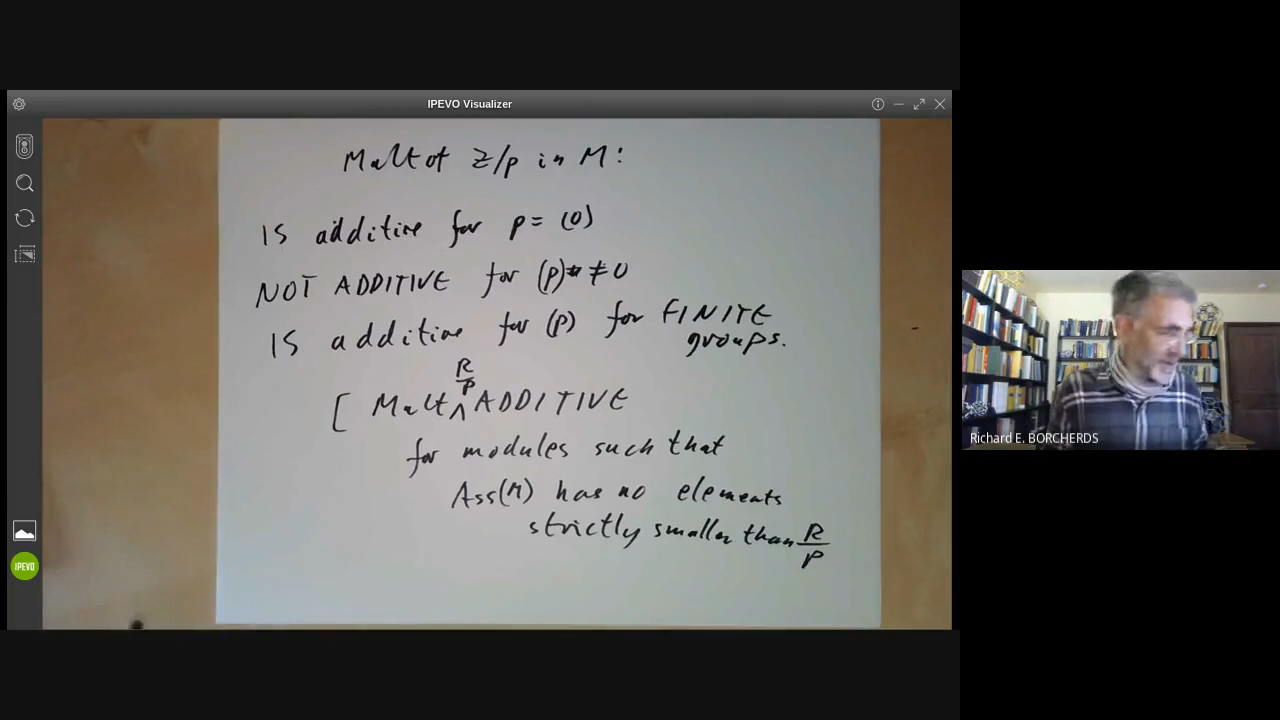 IPEVO Visualizer
Mult of Z/p in M:
IS additive for p = (0)
NOT ADDITIVE for (p) ≠ 0
IS additive for (p) for FINITE
groups.
[ Mult R/P ADDITIVE
for modules such that
Ass(M) has no elements
strictly smaller than R/P
IPEVO
Richard E. BORCHERDS